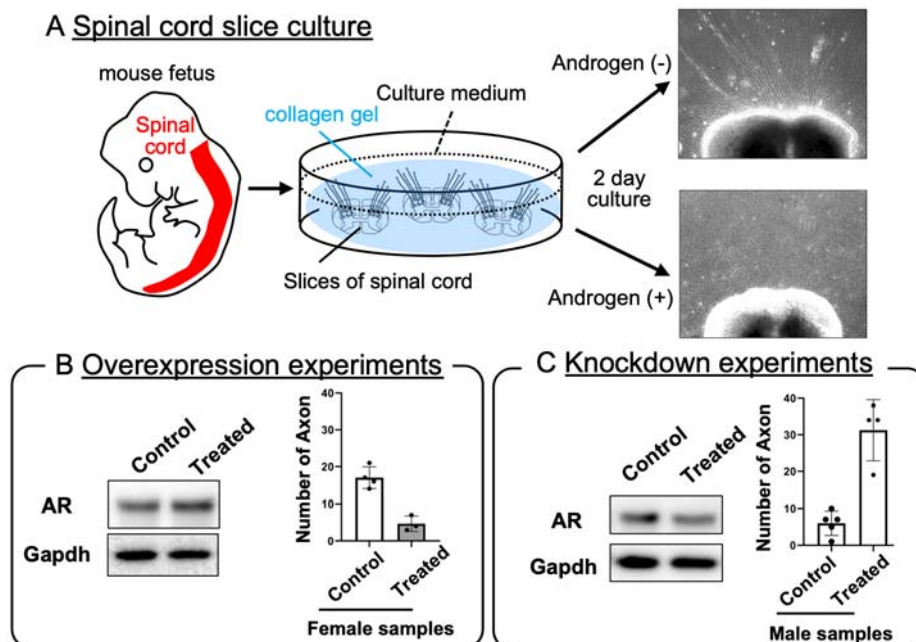 A Spinal cord slice culture
mouse fetus
Spinal
cord
collagen gel
Culture medium
Slices of spinal cord
2 day
culture
Androgen (-)
Androgen (+)
B Overexpression experiments
Control
Treated
AR
Gapdh
Number of Axon
40
30
20
10
0
Control
Treated
Female samples
C Knockdown experiments
Control
Treated
AR
Gapdh
Number of Axon
40
30
20
10
0
Control
Treated
Male samples